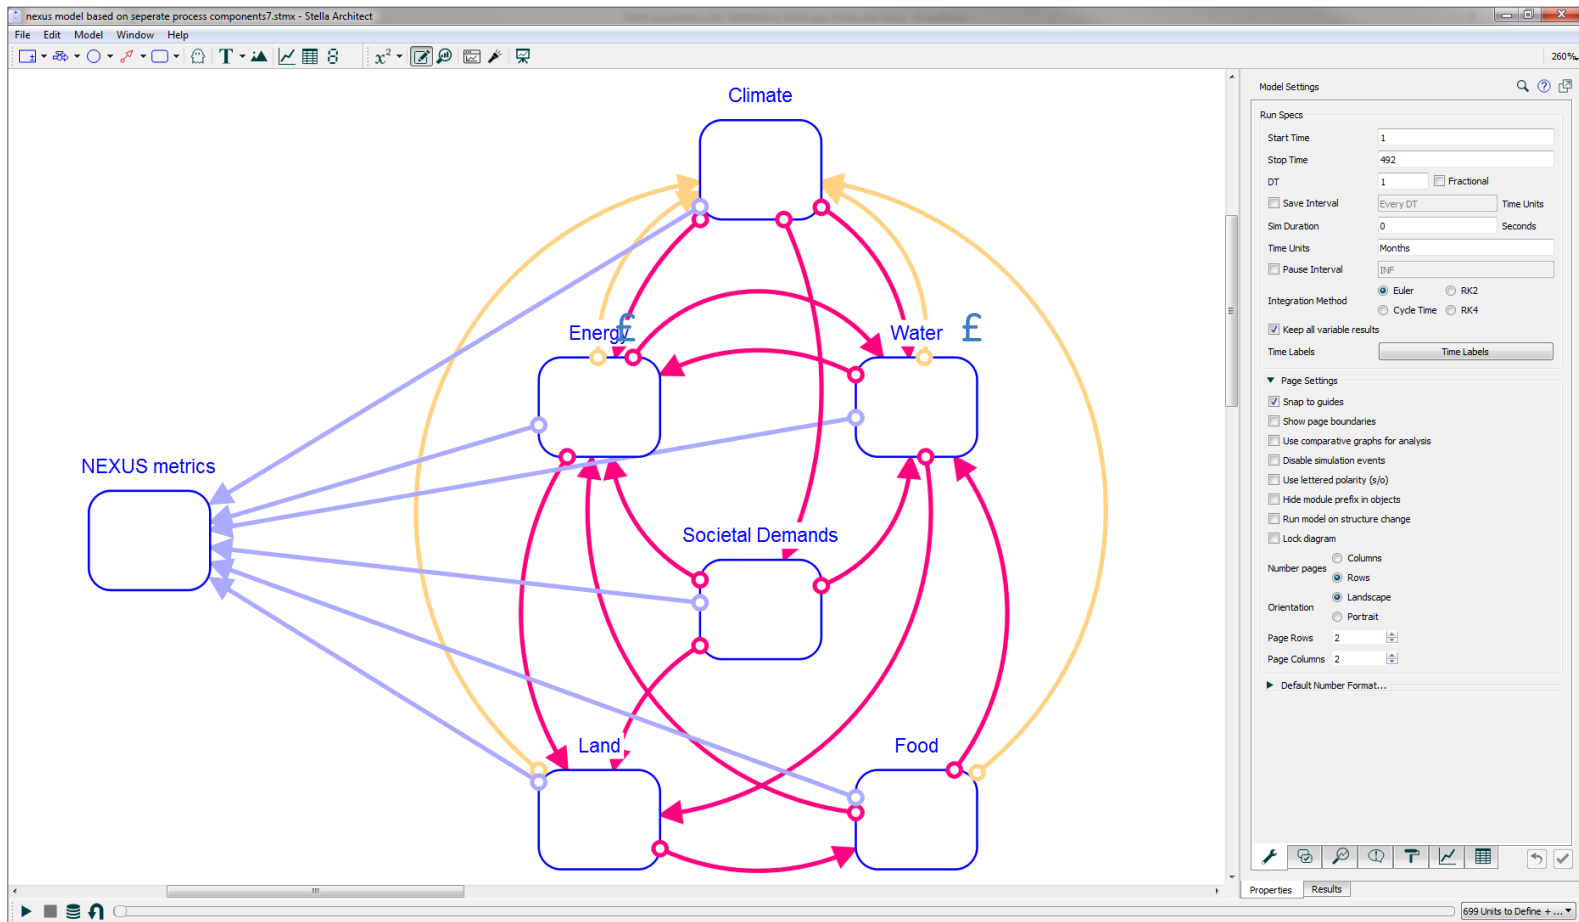 nexus model based on seperate process components7.stmx - Stella Architect
File Edit Model Window Help
T x² 260%
Climate
Energy £
Water £
NEXUS metrics
Societal Demands
Land
Food
Model Settings
Run Specs
Start Time 1
Stop Time 492
DT 1 Fractional
Save Interval Every DT Time Units
Sim Duration 0 Seconds
Time Units Months
Pause Interval INF
Integration Method
Euler RK2
Cycle Time RK4
Keep all variable results
Time Labels Time Labels
Page Settings
Snap to guides
Show page boundaries
Use comparative graphs for analysis
Disable simulation events
Use lettered polarity (s/o)
Hide module prefix in objects
Run model on structure change
Lock diagram
Number pages
Columns
Rows
Orientation
Landscape
Portrait
Page Rows 2
Page Columns 2
Default Number Format...
Properties Results
699 Units to Define + ...